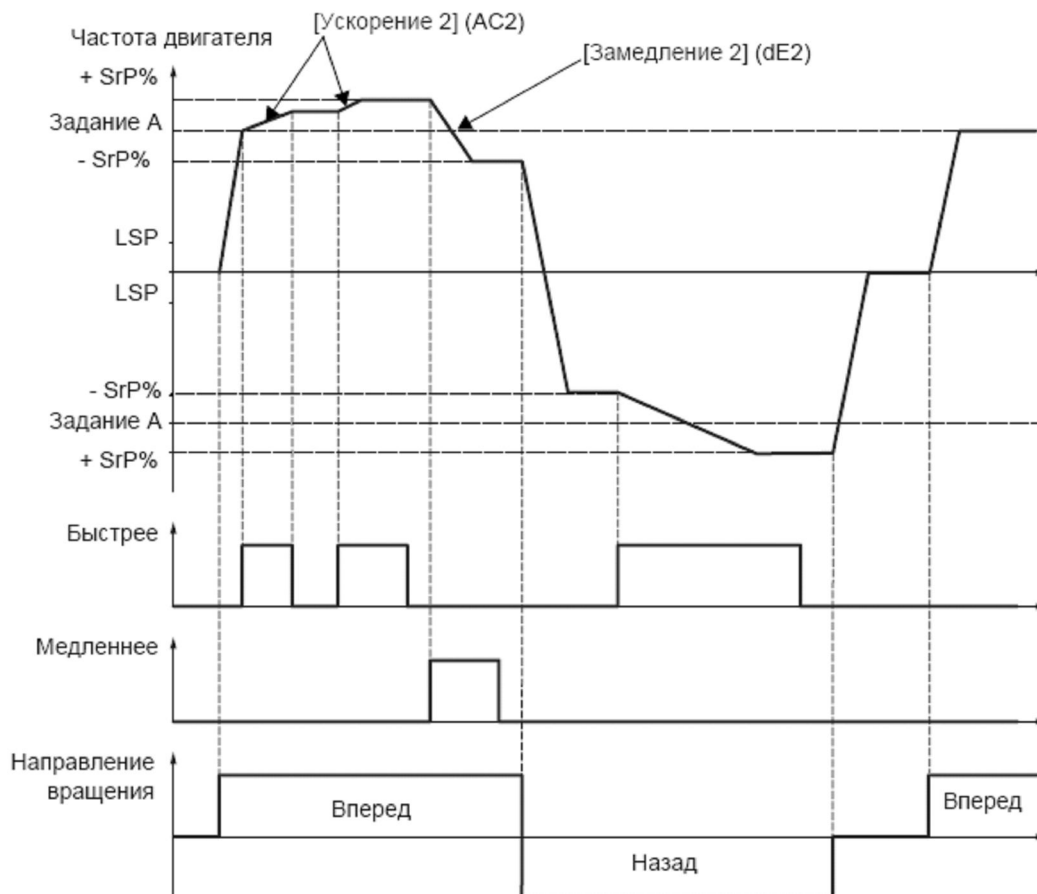 [Ускорение 2] (AC2)
Частота двигателя
[Замедление 2] (dE2)
+ SrP%
Задание A
- SrP%
LSP
LSP
- SrP%
Задание A
+ SrP%
Быстрее
Медленнее
Направление
вращения
Вперед
Вперед
Назад